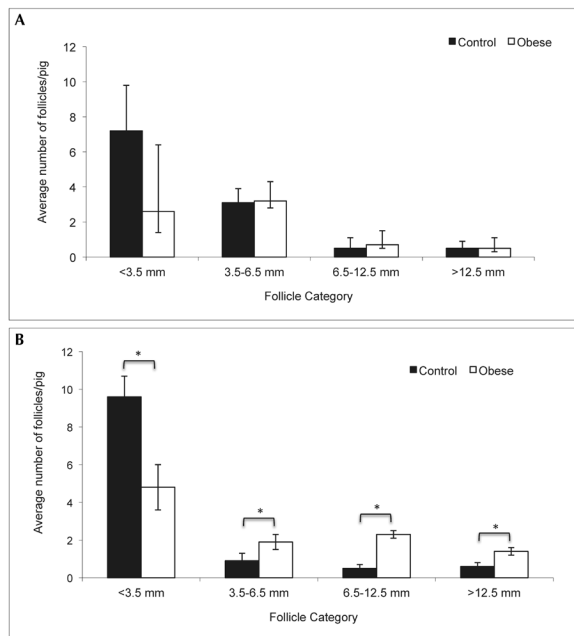 A
Control Obese
Average number of follicles/pig
12
10
8
6
4
2
0
<3.5 mm 3.5-6.5 mm 6.5-12.5 mm >12.5 mm
Follicle Category
B
Control Obese
Average number of follicles/pig
12
10
8
6
4
2
0
*
*
*
*
<3.5 mm 3.5-6.5 mm 6.5-12.5 mm >12.5 mm
Follicle Category